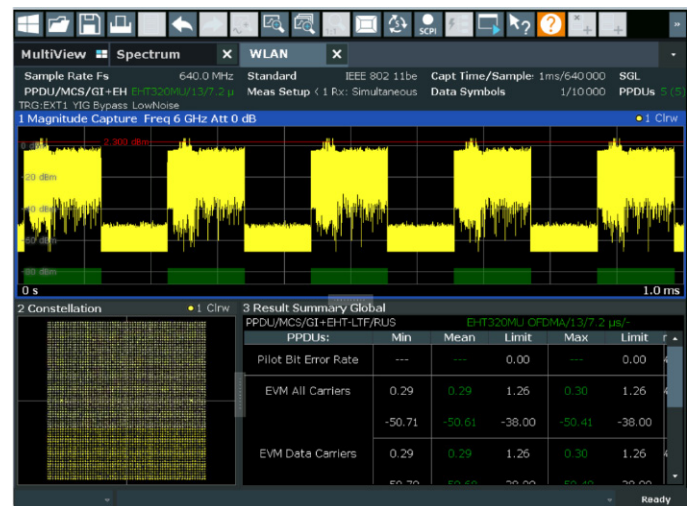 SCPI
MultiView Spectrum X WLAN X
Sample Rate Fs 640.0 MHz Standard IEEE 802 11be Capt Time/Sample: 1ms/640 000 SGL
PPDU/MCS/GI+EH EHT320MU/13/7.2 µ Meas Setup < 1 Rx: Simultaneous Data Symbols 1/10 000 PPDUs 5 (5)
TRG:EXT1 YIG Bypass LowNoise
1 Magnitude Capture Freq 6 GHz Att 0 dB 1 Clrw
2.300 dBm
-20 dBm
0 s 1.0 ms
2 Constellation 1 Clrw 3 Result Summary Global
PPDU/MCS/GI+EHT-LTF/RUS EHT320MU OFDMA/13/7.2 µs/-
PPDUs: Min Mean Limit Max Limit
Pilot Bit Error Rate --- --- 0.00 --- 0.00
EVM All Carriers 0.29 0.29 1.26 0.30 1.26
-50.71 -50.61 -38.00 -50.41 -38.00
EVM Data Carriers 0.29 0.29 1.26 0.30 1.26
Ready